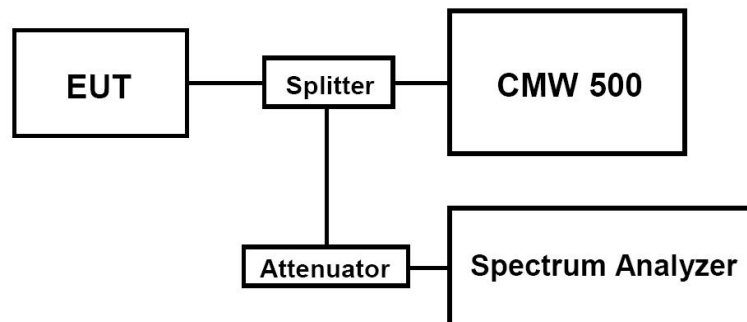 EUT
Splitter
CMW 500
Attenuator
Spectrum Analyzer